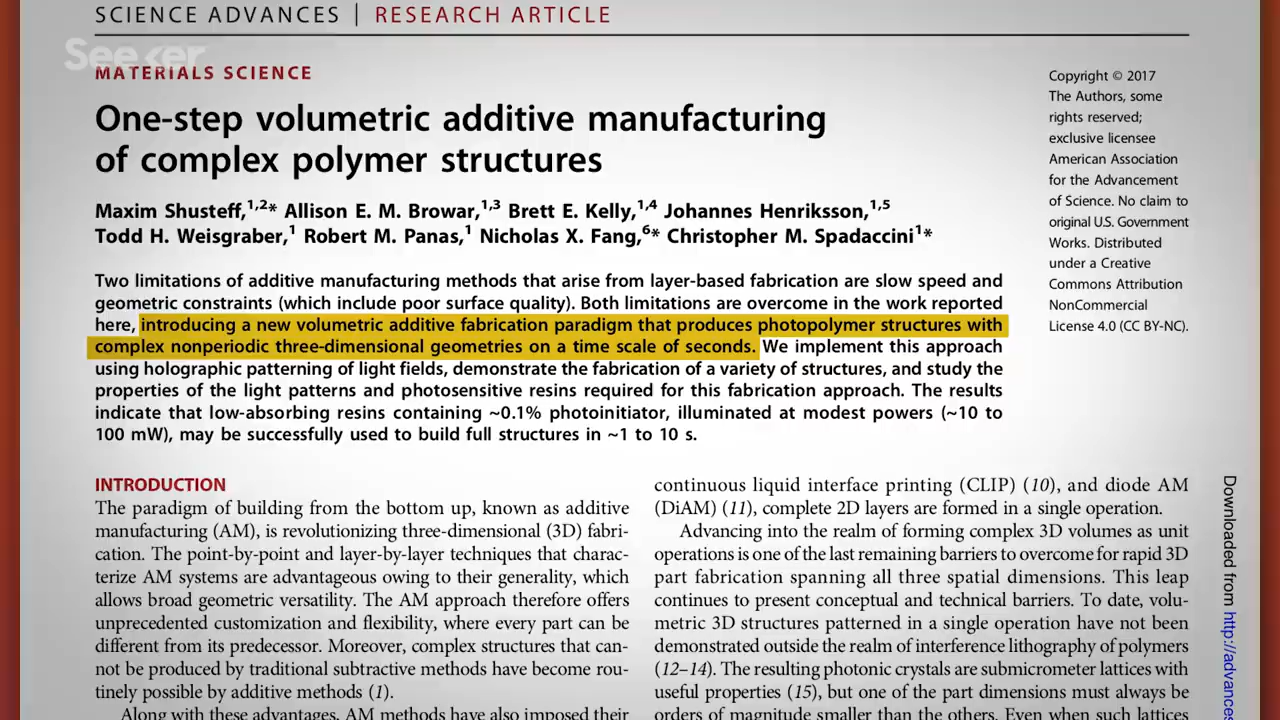 SCIENCE ADVANCES | RESEARCH ARTICLE
Seeker
MATERIALS SCIENCE
One-step volumetric additive manufacturing
of complex polymer structures
Maxim Shusteff,1,2* Allison E. M. Browar,1,3 Brett E. Kelly,1,4 Johannes Henriksson,1,5
Todd H. Weisgraber,1 Robert M. Panas,1 Nicholas X. Fang,6* Christopher M. Spadaccini1*
Two limitations of additive manufacturing methods that arise from layer-based fabrication are slow speed and
geometric constraints (which include poor surface quality). Both limitations are overcome in the work reported
here, introducing a new volumetric additive fabrication paradigm that produces photopolymer structures with
complex nonperiodic three-dimensional geometries on a time scale of seconds. We implement this approach
using holographic patterning of light fields, demonstrate the fabrication of a variety of structures, and study the
properties of the light patterns and photosensitive resins required for this fabrication approach. The results
indicate that low-absorbing resins containing ~0.1% photoinitiator, illuminated at modest powers (~10 to
100 mW), may be successfully used to build full structures in ~1 to 10 s.
Copyright © 2017
The Authors, some
rights reserved;
exclusive licensee
American Association
for the Advancement
of Science. No claim to
original U.S. Government
Works. Distributed
under a Creative
Commons Attribution
NonCommercial
License 4.0 (CC BY-NC).
INTRODUCTION
The paradigm of building from the bottom up, known as additive
manufacturing (AM), is revolutionizing three-dimensional (3D) fabri-
cation. The point-by-point and layer-by-layer techniques that charac-
terize AM systems are advantageous owing to their generality, which
allows broad geometric versatility. The AM approach therefore offers
unprecedented customization and flexibility, where every part can be
different from its predecessor. Moreover, complex structures that can-
not be produced by traditional subtractive methods have become rou-
tinely possible by additive methods (1).
Along with these advantages, AM methods have also imposed their
continuous liquid interface printing (CLIP) (10), and diode AM
(DiAM) (11), complete 2D layers are formed in a single operation.
Advancing into the realm of forming complex 3D volumes as unit
operations is one of the last remaining barriers to overcome for rapid 3D
part fabrication spanning all three spatial dimensions. This leap
continues to present conceptual and technical barriers. To date, volu-
metric 3D structures patterned in a single operation have not been
demonstrated outside the realm of interference lithography of polymers
(12–14). The resulting photonic crystals are submicrometer lattices with
useful properties (15), but one of the part dimensions must always be
orders of magnitude smaller than the others. Even when such lattices
Downloaded from http://advances